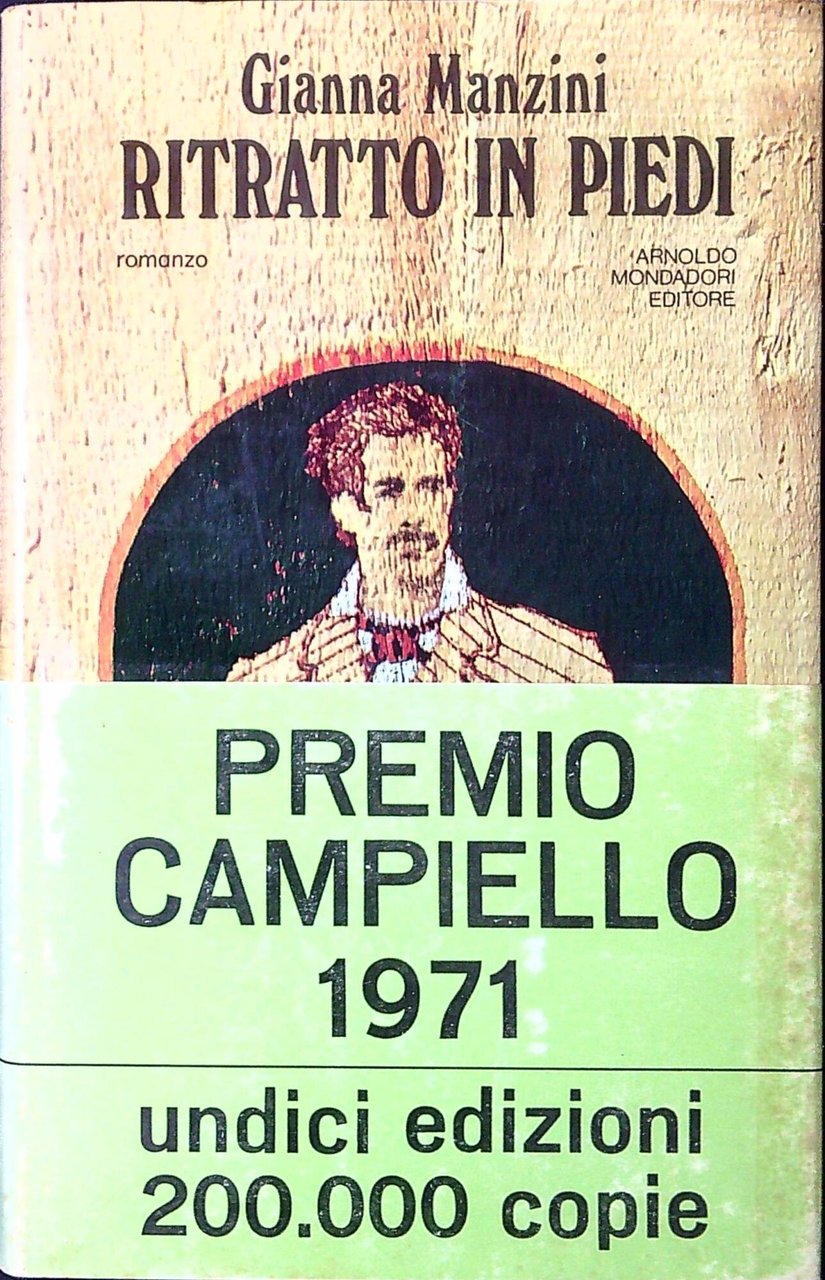 Gianna Manzini
RITRATTO IN PIEDI
romanzo
ARNOLDO
MONDADORI
EDITORE
PREMIO
CAMPIELLO
1971
undici edizioni
200.000 copie